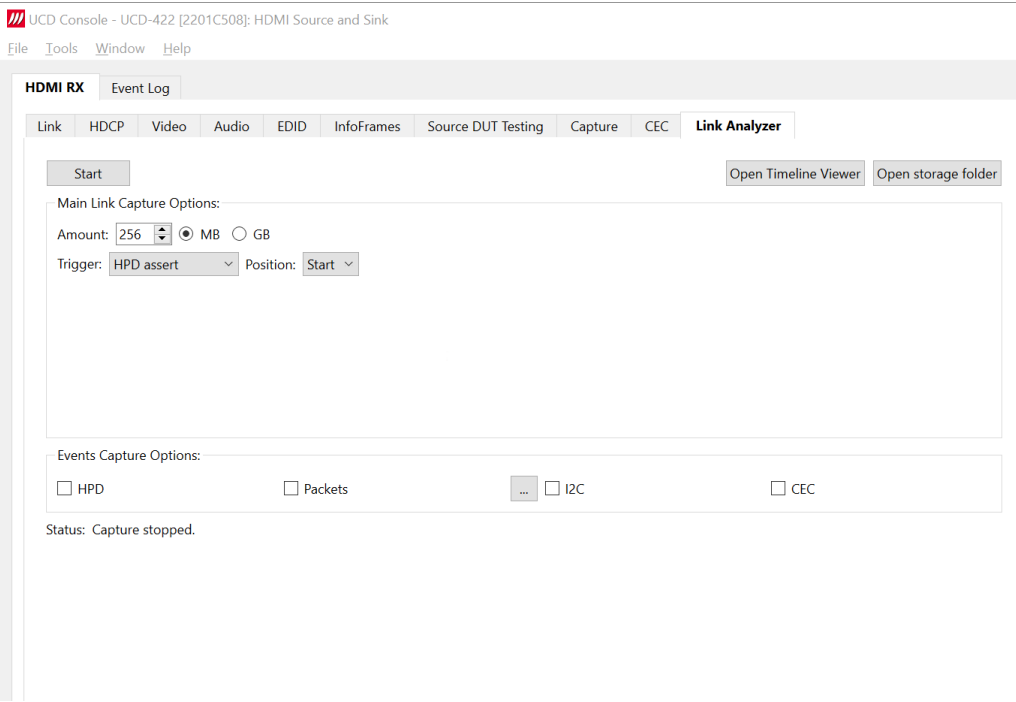 UCD Console - UCD-422 [2201C508]: HDMI Source and Sink
File Tools Window Help
HDMI RX Event Log
Link HDCP Video Audio EDID InfoFrames Source DUT Testing Capture CEC Link Analyzer
Start Open Timeline Viewer Open storage folder
Main Link Capture Options:
Amount: 256 MB GB
Trigger: HPD assert Position: Start
Events Capture Options:
HPD Packets ... I2C CEC
Status: Capture stopped.